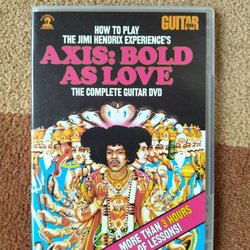 HOW TO PLAY
THE JIMI HENDRIX EXPERIENCE'S
AXIS: BOLD
AS LOVE
THE COMPLETE GUITAR DVD
GUITAR
MORE THAN 3 HOURS
OF LESSONS!